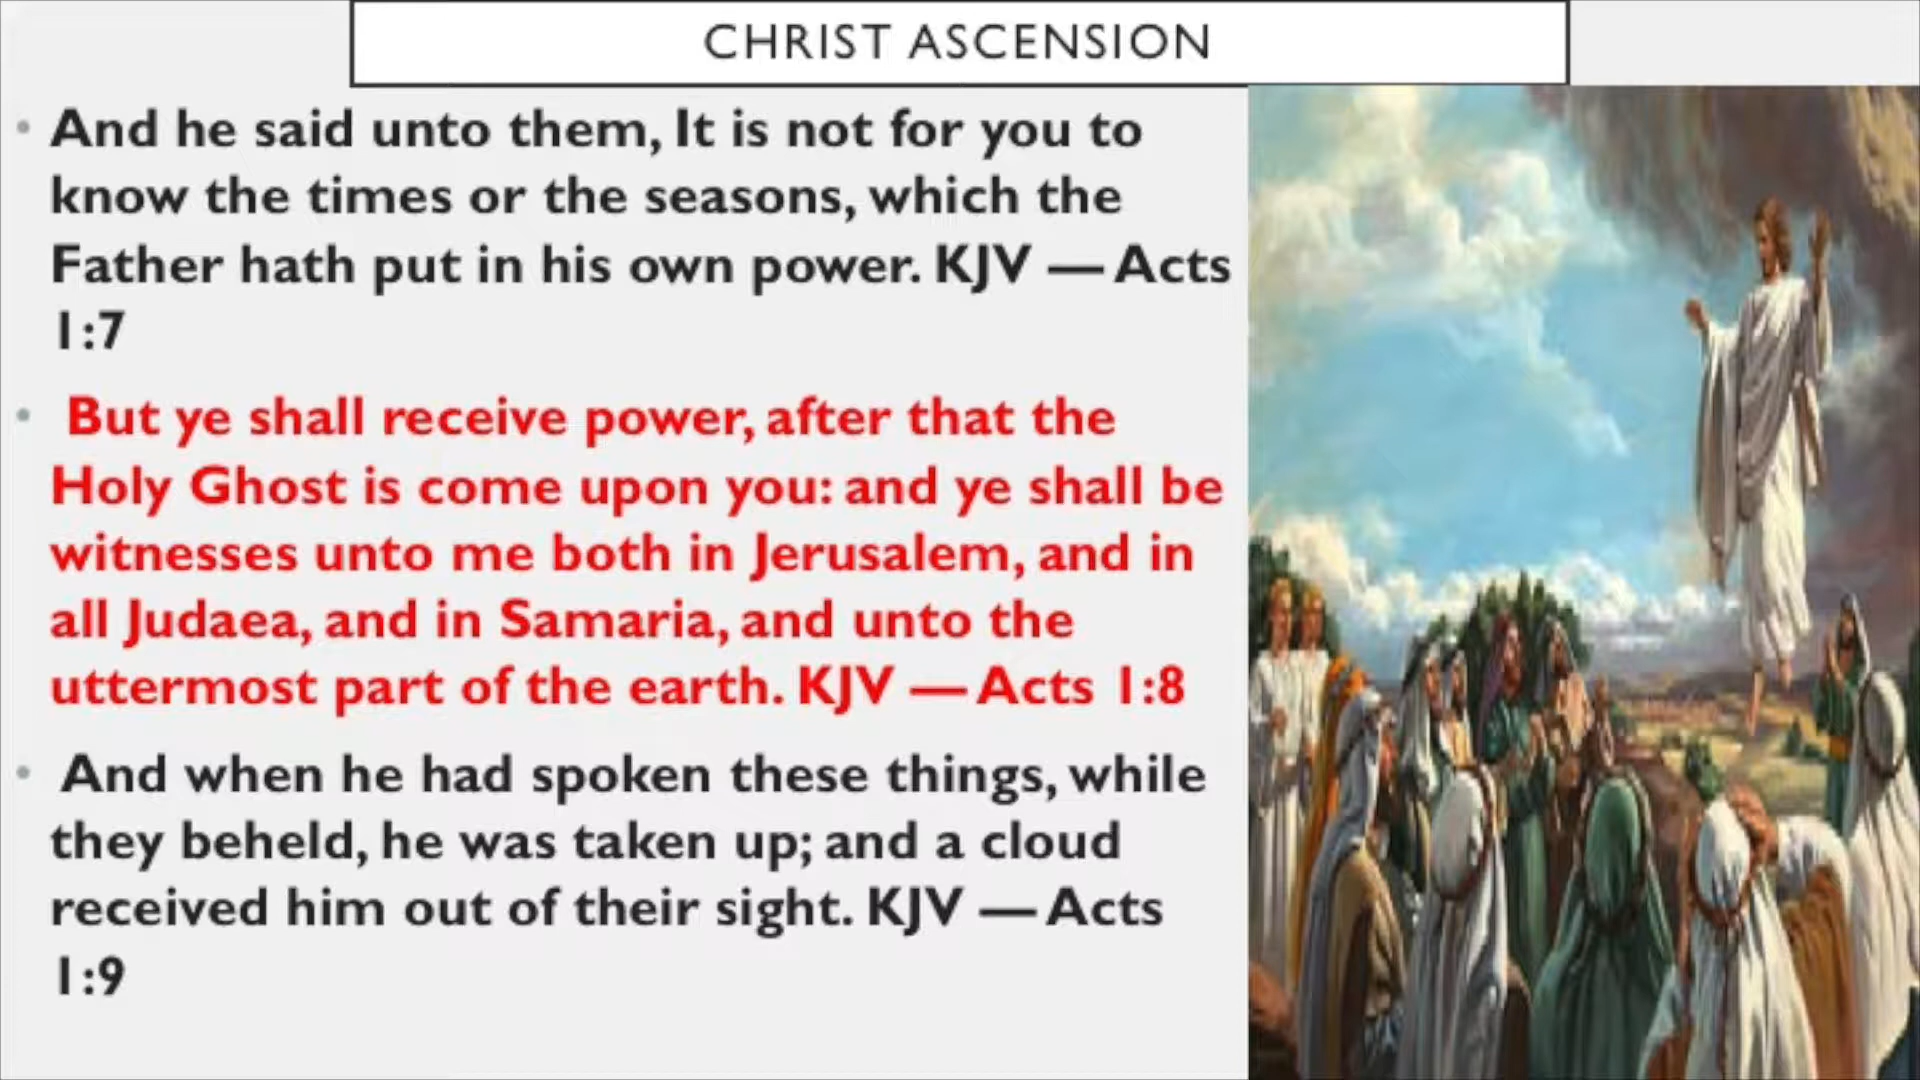 CHRIST ASCENSION
• And he said unto them, It is not for you to
know the times or the seasons, which the
Father hath put in his own power. KJV — Acts
1:7
• But ye shall receive power, after that the
Holy Ghost is come upon you: and ye shall be
witnesses unto me both in Jerusalem, and in
all Judaea, and in Samaria, and unto the
uttermost part of the earth. KJV — Acts 1:8
• And when he had spoken these things, while
they beheld, he was taken up; and a cloud
received him out of their sight. KJV — Acts
1:9